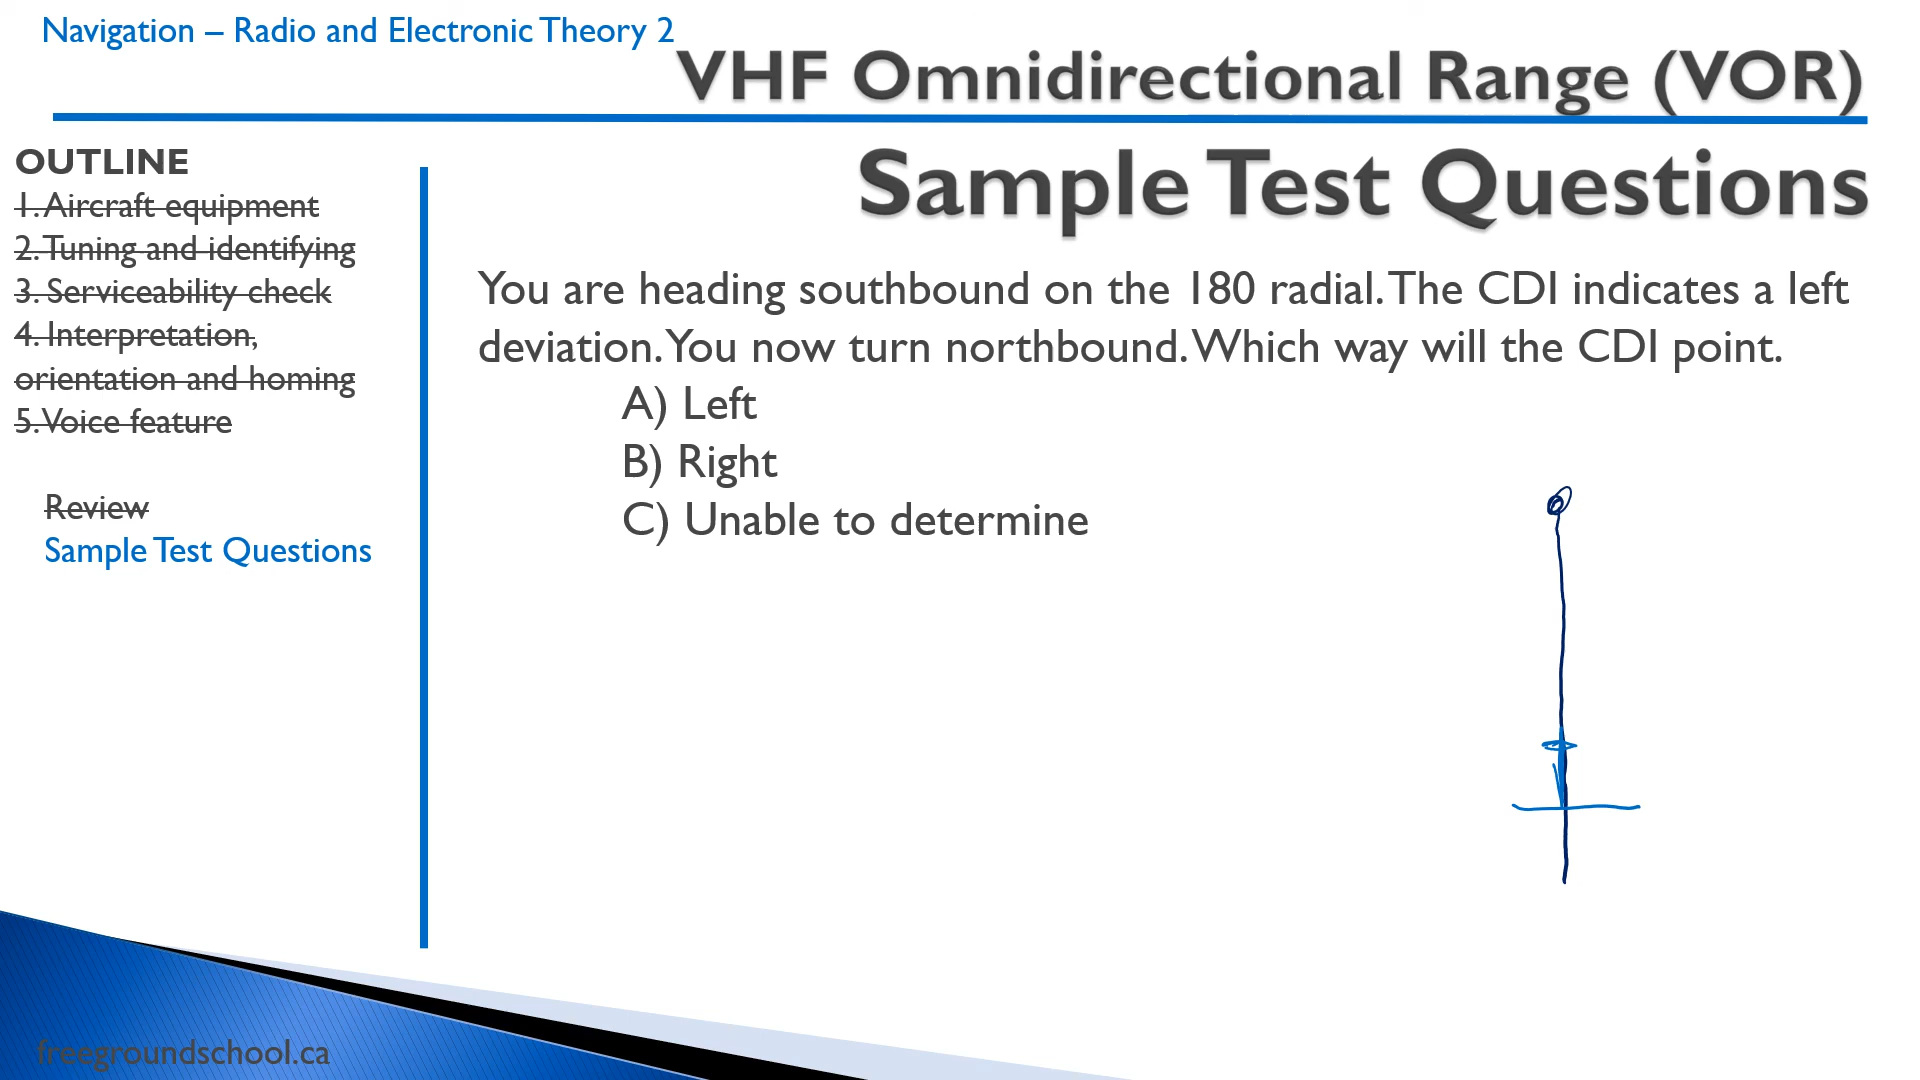 Navigation – Radio and Electronic Theory 2
VHF Omnidirectional Range (VOR)
OUTLINE
1. Aircraft equipment
2. Tuning and identifying
3. Serviceability check
4. Interpretation,
orientation and homing
5. Voice feature
Review
Sample Test Questions
Sample Test Questions
You are heading southbound on the 180 radial. The CDI indicates a left
deviation. You now turn northbound. Which way will the CDI point.
A) Left
B) Right
C) Unable to determine
freegroundschool.ca